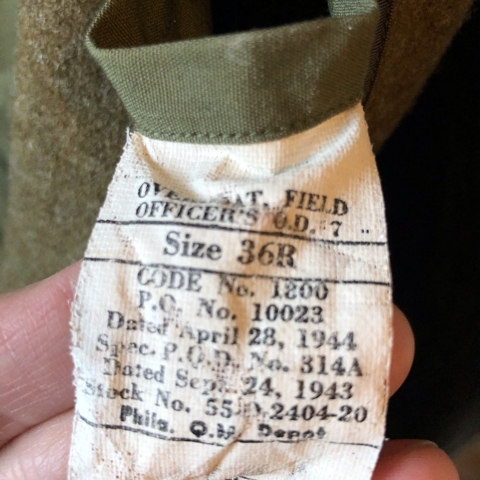 FIELD
OFFICER'S O.D. 7
Size 36R
CODE No. 1800
P.O. No. 10023
Dated April 28, 1944
Spec. P.Q.D. No. 314A
Dated Sept. 24, 1943
Stock No. 55-O-2404-20
Phila. Q.M. Depot